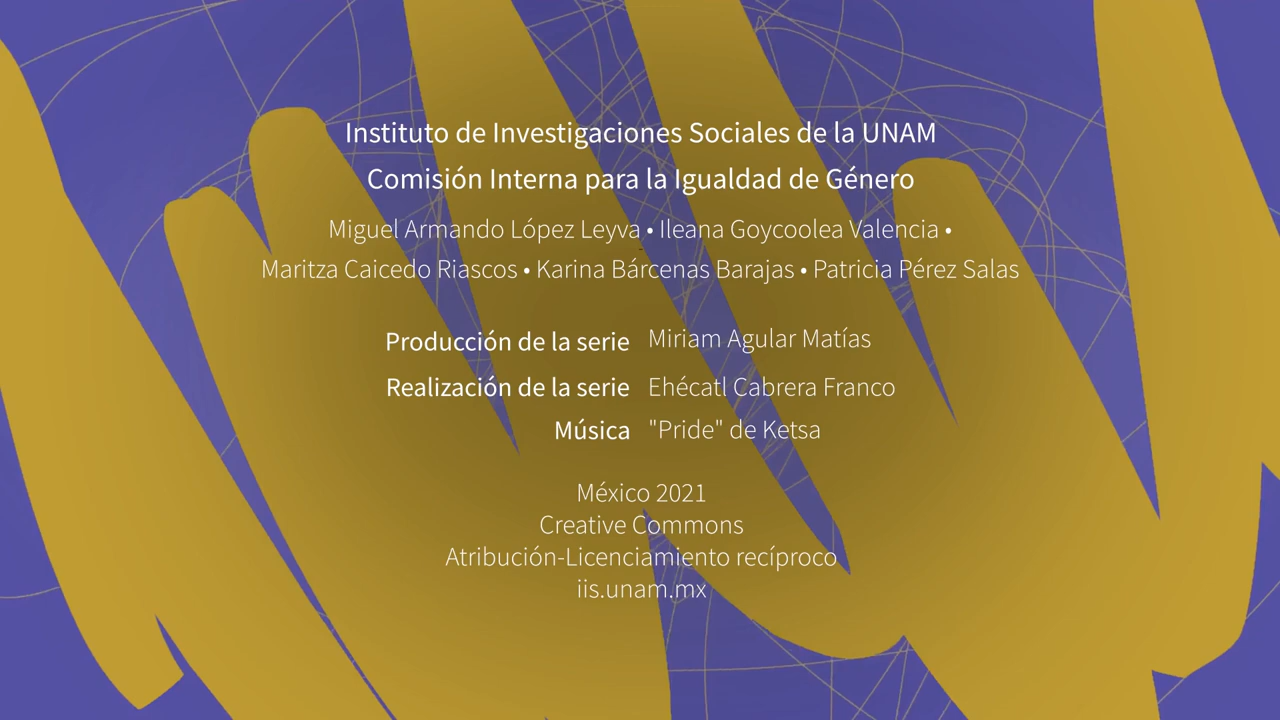 Instituto de Investigaciones Sociales de la UNAM
Comisión Interna para la Igualdad de Género
Miguel Armando López Leyva • Ileana Goycoolea Valencia •
Maritza Caicedo Riascos • Karina Bárcenas Barajas • Patricia Pérez Salas
Producción de la serie Miriam Agular Matías
Realización de la serie Ehécatl Cabrera Franco
Música "Pride" de Ketsa
México 2021
Creative Commons
Atribución-Licenciamiento recíproco
iis.unam.mx